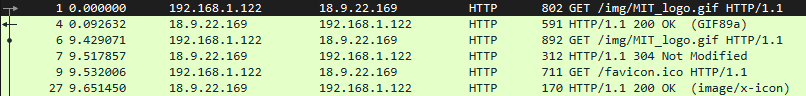 1 0.000000 192.168.1.122 18.9.22.169 HTTP 802 GET /img/MIT_logo.gif HTTP/1.1
4 0.092632 18.9.22.169 192.168.1.122 HTTP 591 HTTP/1.1 200 OK (GIF89a)
6 9.429071 192.168.1.122 18.9.22.169 HTTP 892 GET /img/MIT_logo.gif HTTP/1.1
7 9.517857 18.9.22.169 192.168.1.122 HTTP 312 HTTP/1.1 304 Not Modified
9 9.532006 192.168.1.122 18.9.22.169 HTTP 711 GET /favicon.ico HTTP/1.1
27 9.651450 18.9.22.169 192.168.1.122 HTTP 170 HTTP/1.1 200 OK (image/x-icon)